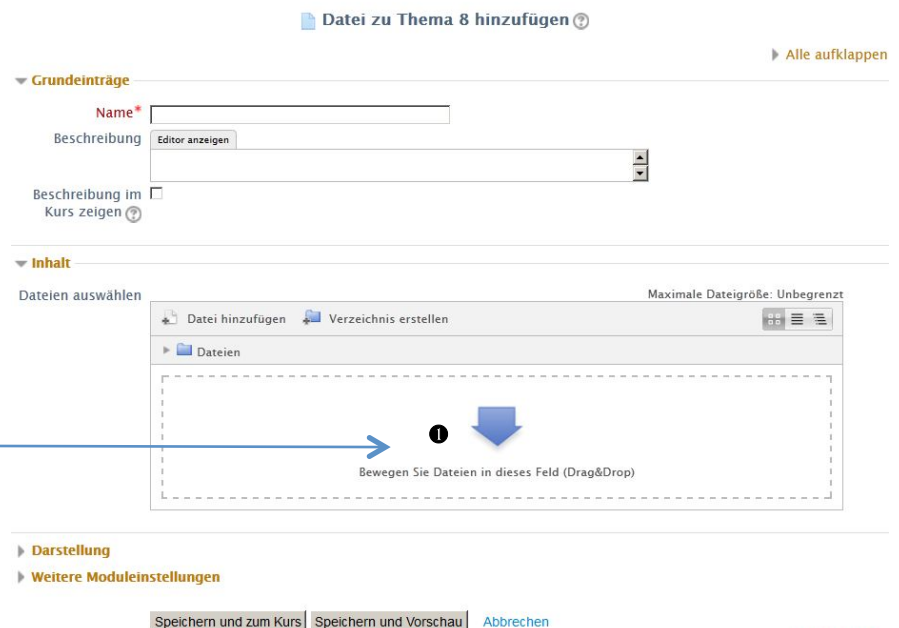 Datei zu Thema 8 hinzufügen
Alle aufklappen
Grundeinträge
Name*
Beschreibung Editor anzeigen
Beschreibung im
Kurs zeigen
Inhalt
Dateien auswählen Maximale Dateigröße: Unbegrenzt
Datei hinzufügen Verzeichnis erstellen
Dateien
❶
Bewegen Sie Dateien in dieses Feld (Drag&Drop)
Darstellung
Weitere Moduleinstellungen
Speichern und zum Kurs Speichern und Vorschau Abbrechen